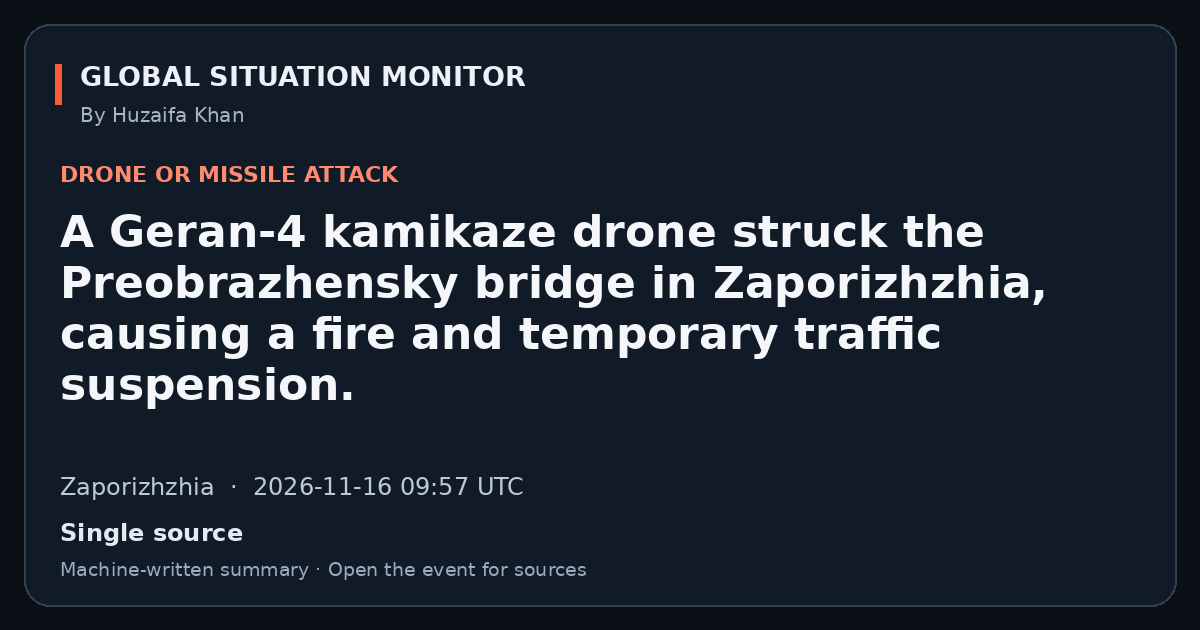 GLOBAL SITUATION MONITOR
By Huzaifa Khan
DRONE OR MISSILE ATTACK
A Geran-4 kamikaze drone struck the
Preobrazhensky bridge in Zaporizhzhia,
causing a fire and temporary traffic
suspension.
Zaporizhzhia · 2026-11-16 09:57 UTC
Single source
Machine-written summary · Open the event for sources